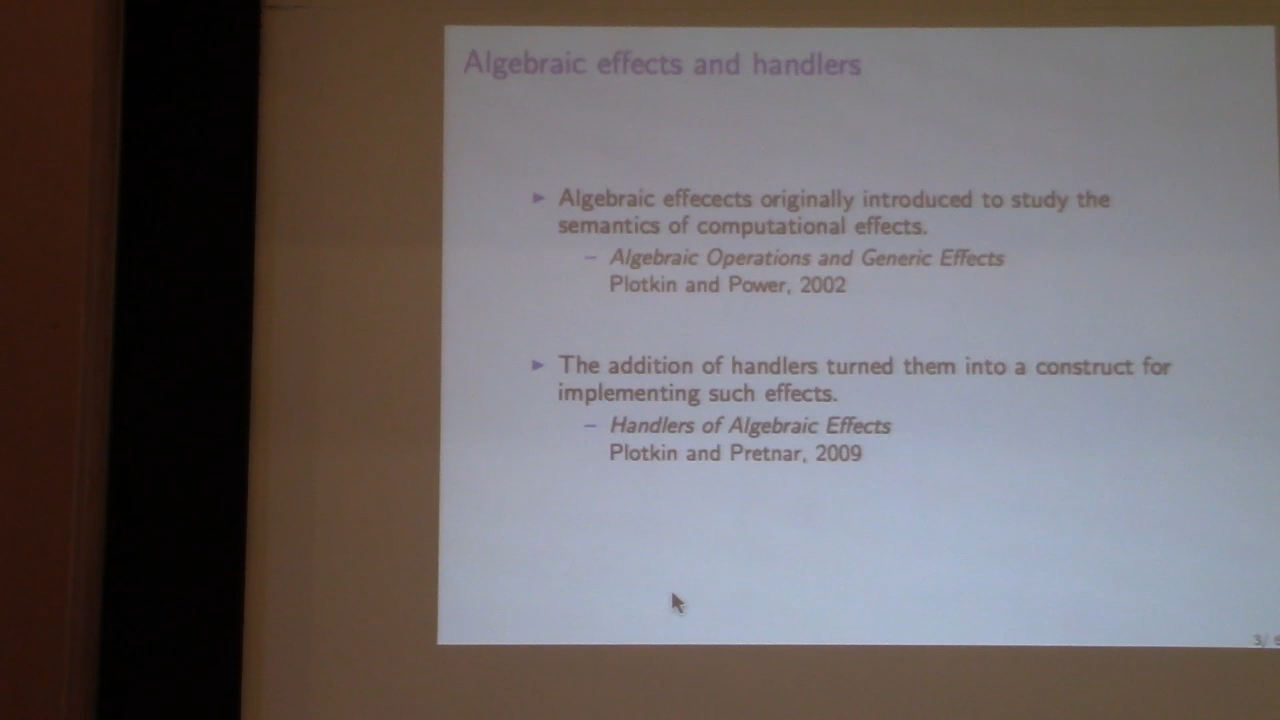 Algebraic effects and handlers
► Algebraic effecects originally introduced to study the
semantics of computational effects.
– Algebraic Operations and Generic Effects
Plotkin and Power, 2002
► The addition of handlers turned them into a construct for
implementing such effects.
– Handlers of Algebraic Effects
Plotkin and Pretnar, 2009
3/